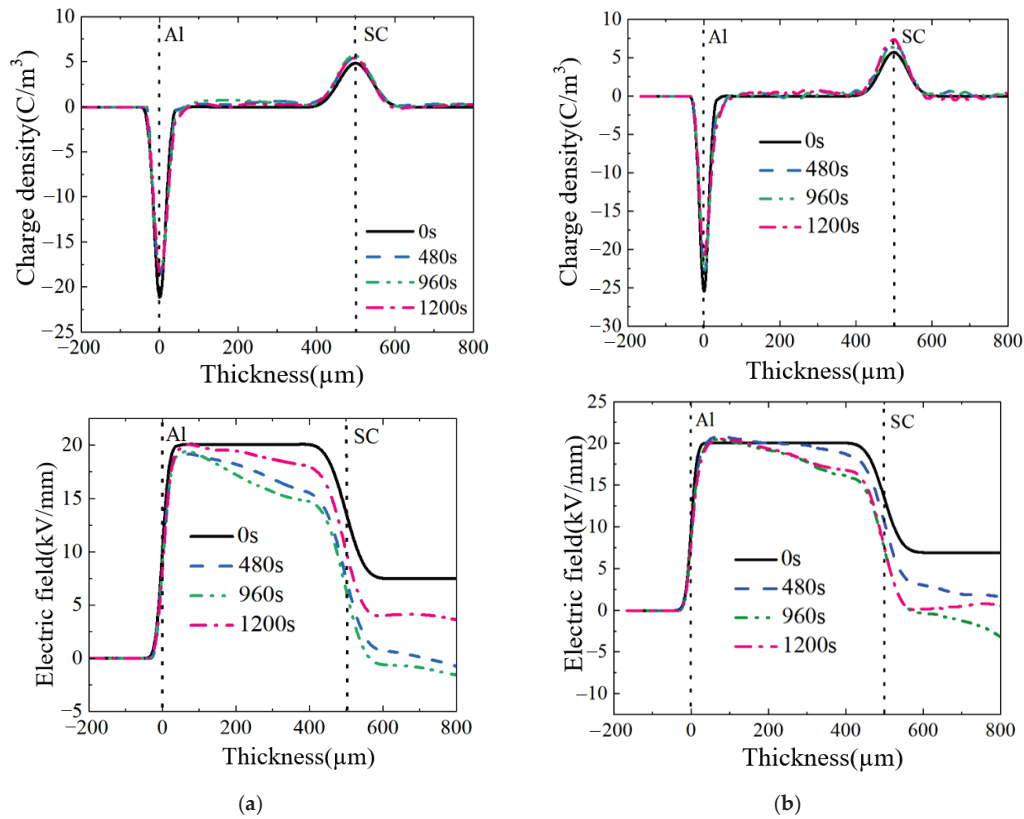 10
5
0
−5
−10
−15
−20
−25
Charge density(C/m³)
Al
SC
0s
480s
960s
1200s
−200
0
200
400
600
800
Thickness(µm)
10
5
0
−5
−10
−15
−20
−25
−30
Charge density(C/m³)
Al
SC
0s
480s
960s
1200s
−200
0
200
400
600
800
Thickness(µm)
20
15
10
5
0
−5
Electric field(kV/mm)
Al
SC
0s
480s
960s
1200s
−200
0
200
400
600
800
Thickness(µm)
25
20
15
10
5
0
−5
−10
Electric field(kV/mm)
Al
SC
0s
480s
960s
1200s
−200
0
200
400
600
800
Thickness(µm)
(a)
(b)